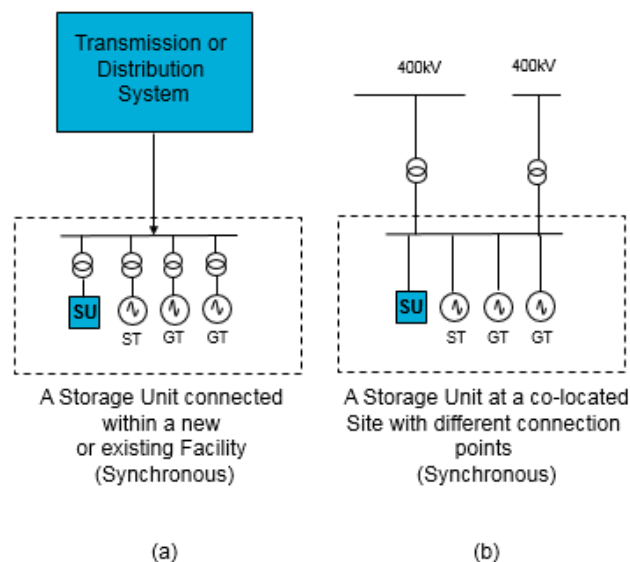 Transmission or
Distribution
System
400kV
400kV
SU
ST
GT
GT
SU
ST
GT
GT
A Storage Unit connected
within a new
or existing Facility
(Synchronous)
A Storage Unit at a co-located
Site with different connection
points
(Synchronous)
(a)
(b)